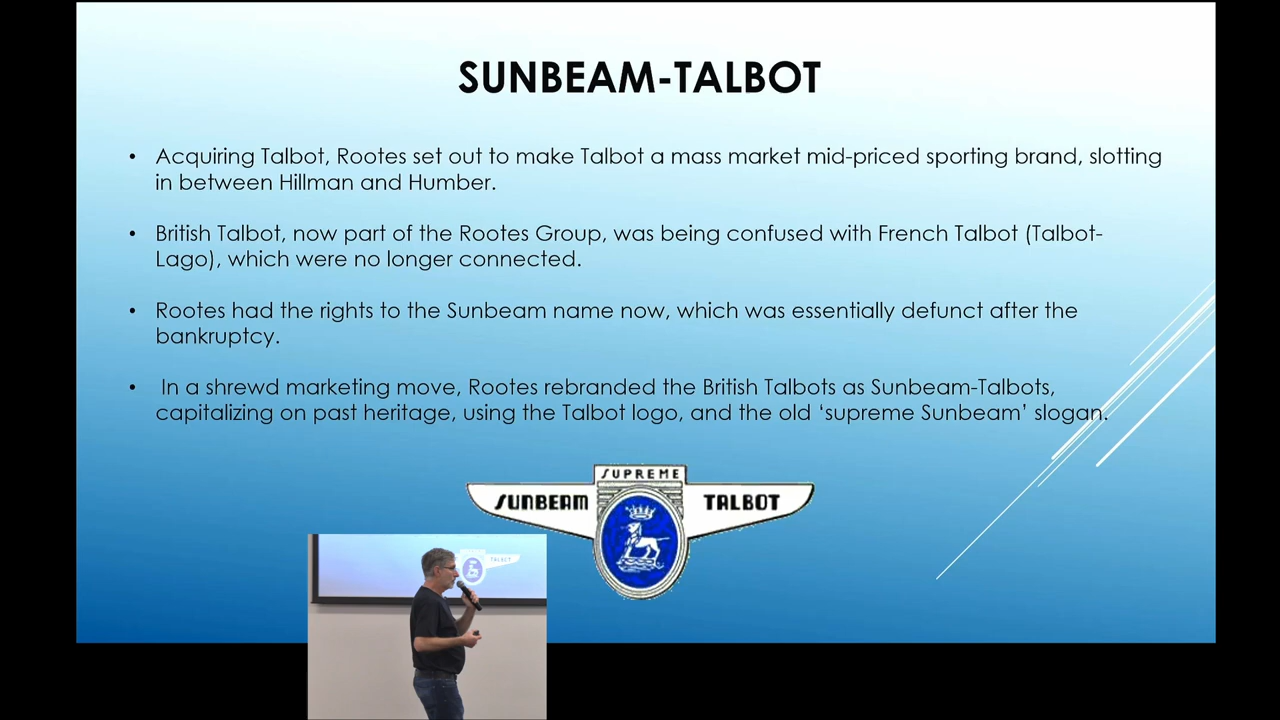 SUNBEAM-TALBOT
• Acquiring Talbot, Rootes set out to make Talbot a mass market mid-priced sporting brand, slotting
in between Hillman and Humber.
• British Talbot, now part of the Rootes Group, was being confused with French Talbot (Talbot-
Lago), which were no longer connected.
• Rootes had the rights to the Sunbeam name now, which was essentially defunct after the
bankruptcy.
• In a shrewd marketing move, Rootes rebranded the British Talbots as Sunbeam-Talbots,
capitalizing on past heritage, using the Talbot logo, and the old ‘supreme Sunbeam’ slogan.
SUPREME
SUNBEAM TALBOT
TALBOT